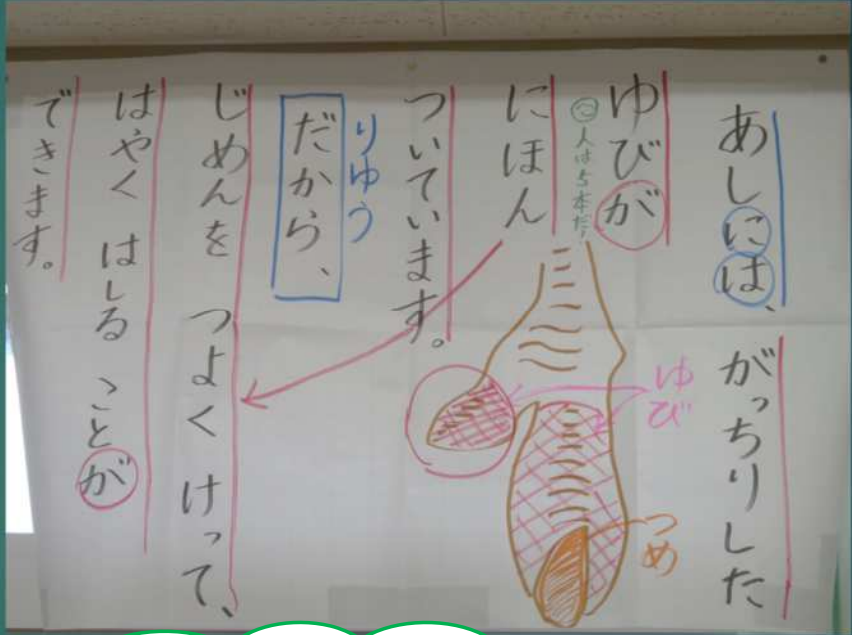 あしには、がっちりした
ゆびが
人は5本だ!
にほん
ついています。
りゆう
だから、
じめんを つよく けって、
はやく はしる ことが
できます。
ゆび
つめ